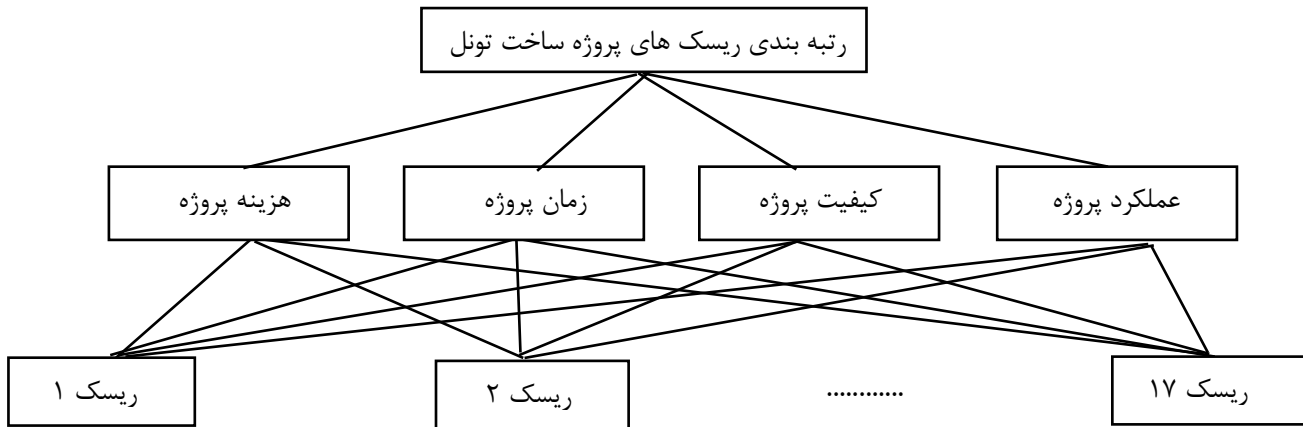 رتبه بندی ریسک های پروژه ساخت تونل
عملکرد پروژه
کیفیت پروژه
زمان پروژه
هزینه پروژه
ریسک ۱۷
............
ریسک ۲
ریسک ۱